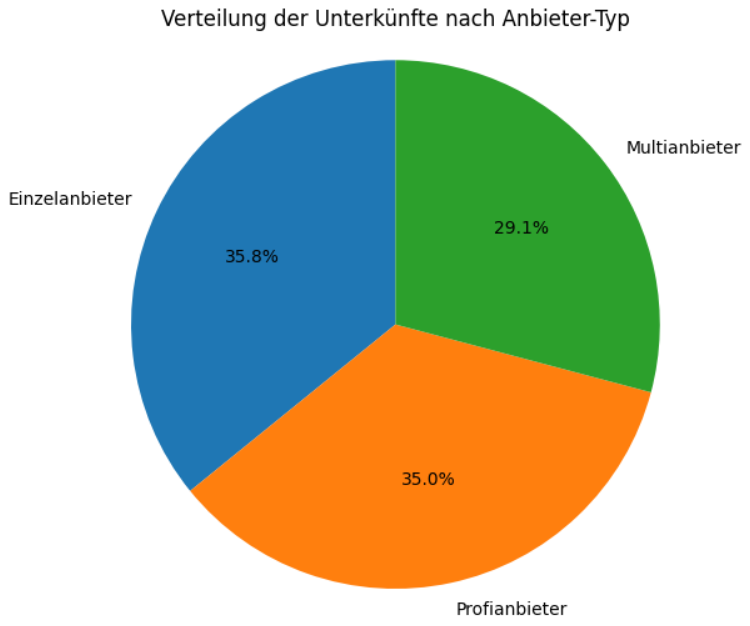 Verteilung der Unterkünfte nach Anbieter-Typ
Multianbieter
Einzelanbieter
29.1%
35.8%
35.0%
Profianbieter